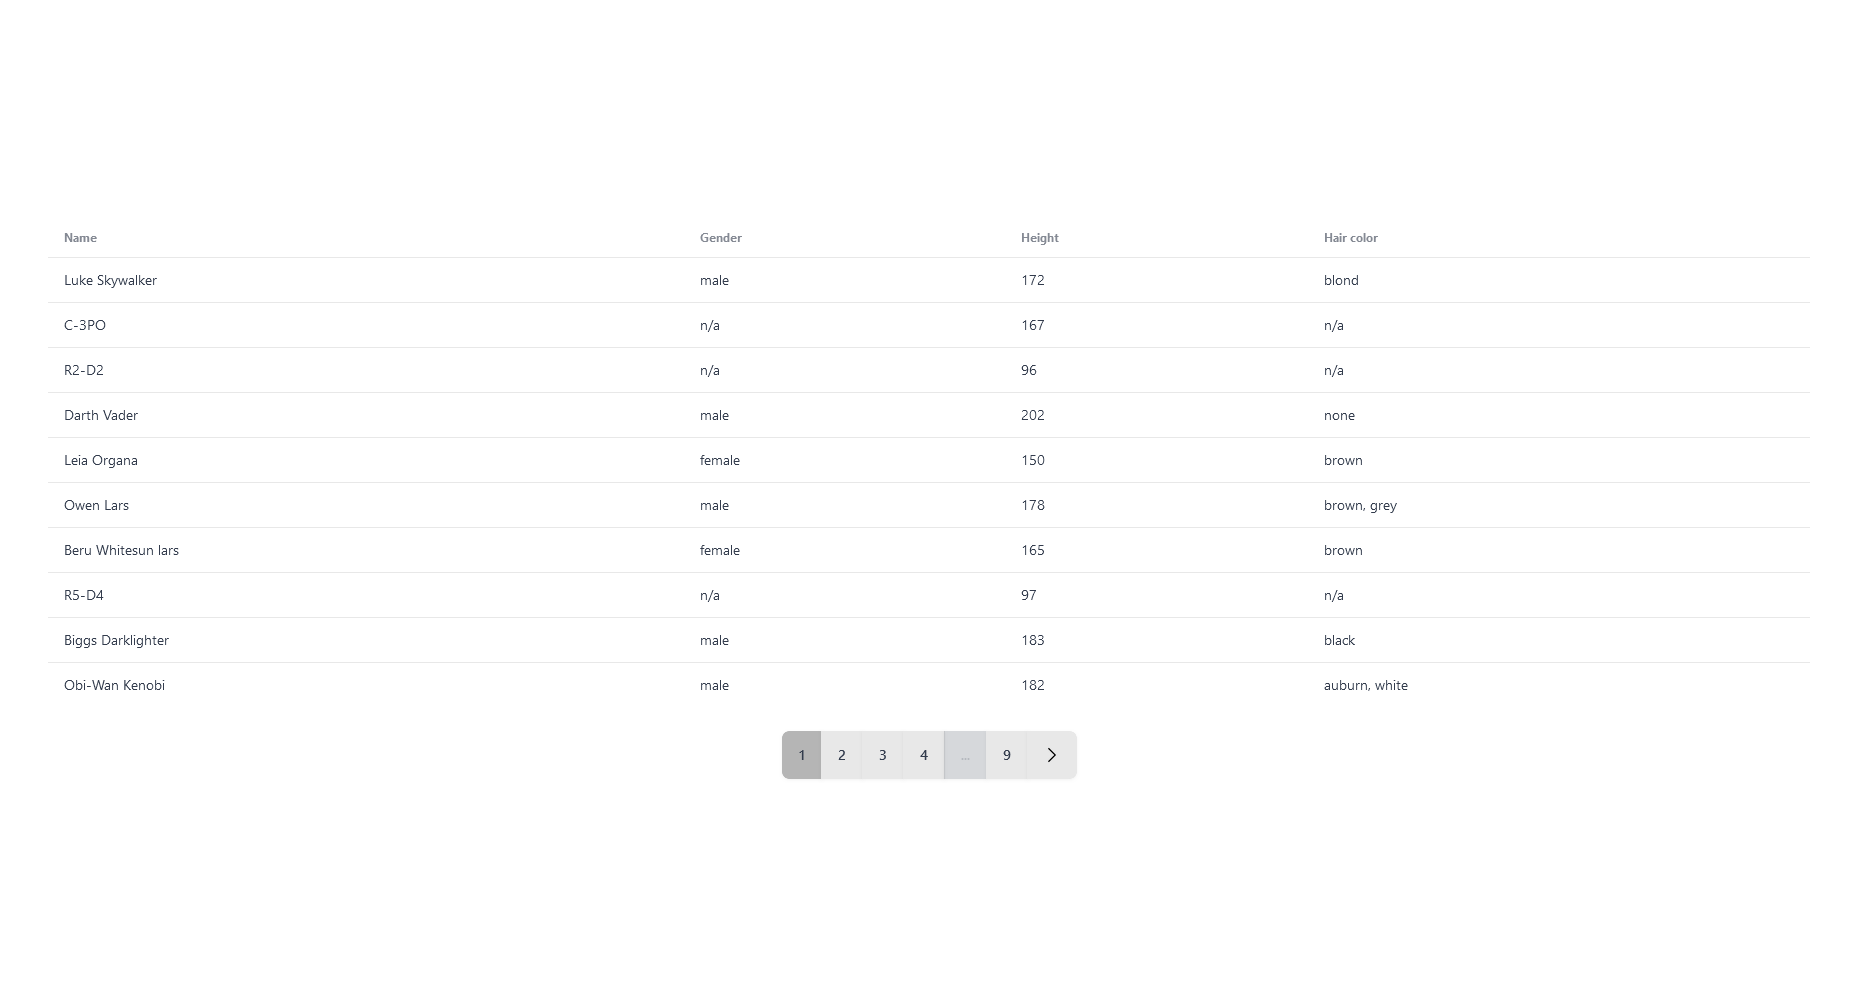 Name Gender Height Hair color
Luke Skywalker male 172 blond
C-3PO n/a 167 n/a
R2-D2 n/a 96 n/a
Darth Vader male 202 none
Leia Organa female 150 brown
Owen Lars male 178 brown, grey
Beru Whitesun lars female 165 brown
R5-D4 n/a 97 n/a
Biggs Darklighter male 183 black
Obi-Wan Kenobi male 182 auburn, white
1 2 3 4 ... 9